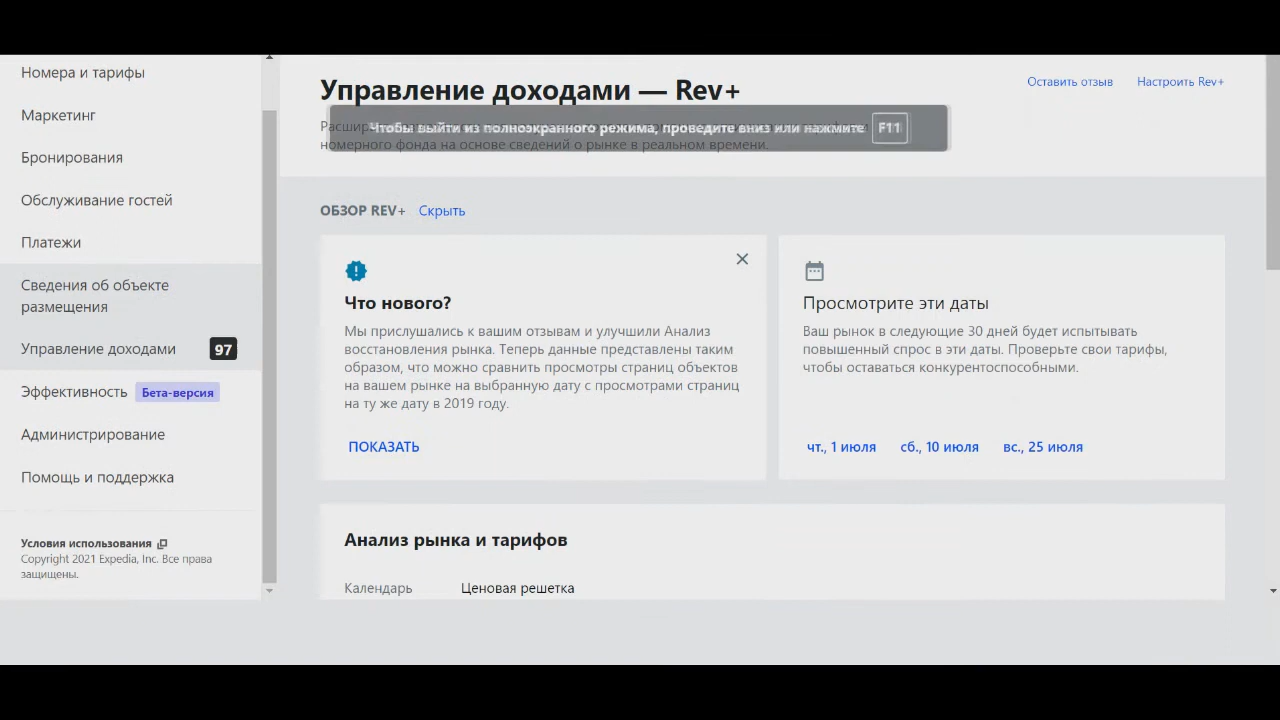 Номера и тарифы
Маркетинг
Бронирования
Обслуживание гостей
Платежи
Сведения об объекте
размещения
Управление доходами 97
Эффективность Бета-версия
Администрирование
Помощь и поддержка
Условия использования
Copyright 2021 Expedia, Inc. Все права
защищены.
Управление доходами — Rev+
Оставить отзыв Настроить Rev+
Чтобы выйти из полноэкранного режима, проведите вниз или нажмите F11
номерного фонда на основе сведений о рынке в реальном времени.
ОБЗОР REV+ Скрыть
Что нового?
Мы прислушались к вашим отзывам и улучшили Анализ
восстановления рынка. Теперь данные представлены таким
образом, что можно сравнить просмотры страниц объектов
на вашем рынке на выбранную дату с просмотрами страниц
на ту же дату в 2019 году.
ПОКАЗАТЬ
Просмотрите эти даты
Ваш рынок в следующие 30 дней будет испытывать
повышенный спрос в эти даты. Проверьте свои тарифы,
чтобы оставаться конкурентоспособными.
чт., 1 июля сб., 10 июля вс., 25 июля
Анализ рынка и тарифов
Календарь Ценовая решетка